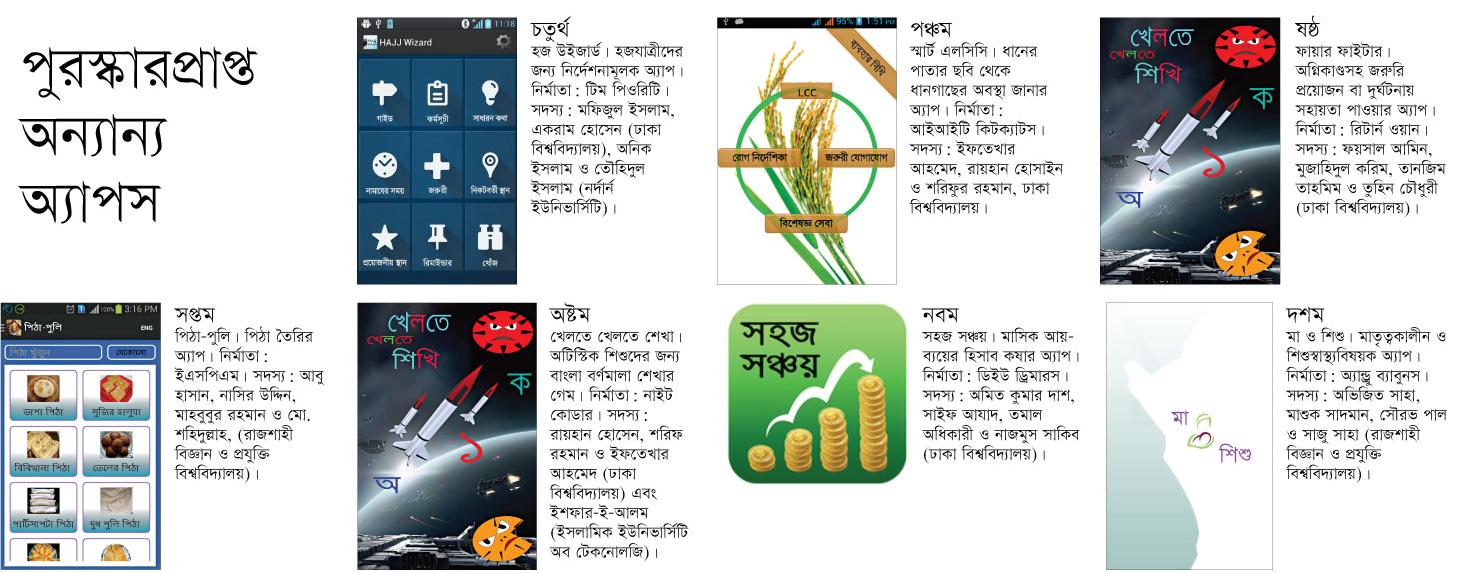 পুরস্কারপ্রাপ্ত
অন্যান্য
অ্যাপস
11:18
HAJJ Wizard
গাইড
কর্মসূচী
সাধারন কথা
নামাযের সময়
জরুরী
নিকটবর্তী স্থান
প্রয়োজনীয় স্থান
রিমাইন্ডার
খোঁজ
চতুর্থ
হজ উইজার্ড। হজযাত্রীদের
জন্য নির্দেশনামূলক অ্যাপ।
নির্মাতা : টিম পিওরিটি।
সদস্য : মফিজুল ইসলাম,
একরাম হোসেন (ঢাকা
বিশ্ববিদ্যালয়), অনিক
ইসলাম ও তৌহিদুল
ইসলাম (নর্দার্ন
ইউনিভার্সিটি)।
95% 1:51 PM
ব্যবহার বিধি
LCC
রোগ নির্দেশিকা
জরুরী যোগাযোগ
বিশেষজ্ঞ সেবা
পঞ্চম
স্মার্ট এলসিসি। ধানের
পাতার ছবি থেকে
ধানগাছের অবস্থা জানার
অ্যাপ। নির্মাতা :
আইআইটি কিটক্যাটস।
সদস্য : ইফতেখার
আহমেদ, রায়হান হোসাইন
ও শরিফুর রহমান, ঢাকা
বিশ্ববিদ্যালয়।
খেলতে
খেলতে
শিখি
ক
১
অ
ষষ্ঠ
ফায়ার ফাইটার।
অগ্নিকাণ্ডসহ জরুরি
প্রয়োজন বা দুর্ঘটনায়
সহায়তা পাওয়ার অ্যাপ।
নির্মাতা : রিটার্ন ওয়ান।
সদস্য : ফয়সাল আমিন,
মুজাহিদুল করিম, তানজিম
তাহমিম ও তুহিন চৌধুরী
(ঢাকা বিশ্ববিদ্যালয়)।
100% 3:16 PM
পিঠা-পুলি
ENG
পিঠা খুঁজুন
যেকোনো
ভাপা পিঠা
সুজির হালুয়া
বিবিখানা পিঠা
তেলের পিঠা
পাটিসাপটা পিঠা
দুধ পুলি পিঠা
সপ্তম
পিঠা-পুলি। পিঠা তৈরির
অ্যাপ। নির্মাতা :
ইএসপিএম। সদস্য : আবু
হাসান, নাসির উদ্দিন,
মাহবুবুর রহমান ও মো.
শহিদুল্লাহ, (রাজশাহী
বিজ্ঞান ও প্রযুক্তি
বিশ্ববিদ্যালয়)।
খেলতে
খেলতে
শিখি
ক
১
অ
অষ্টম
খেলতে খেলতে শেখা।
অটিস্টিক শিশুদের জন্য
বাংলা বর্ণমালা শেখার
গেম। নির্মাতা : নাইট
কোডার। সদস্য :
রায়হান হোসেন, শরিফ
রহমান ও ইফতেখার
আহমেদ (ঢাকা
বিশ্ববিদ্যালয়) এবং
ইশফার-ই-আলম
(ইসলামিক ইউনিভার্সিটি
অব টেকনোলজি)।
সহজ
সঞ্চয়
নবম
সহজ সঞ্চয়। মাসিক আয়-
ব্যয়ের হিসাব কষার অ্যাপ।
নির্মাতা : ডিইউ ড্রিমারস।
সদস্য : অমিত কুমার দাশ,
সাইফ আযাদ, তমাল
অধিকারী ও নাজমুস সাকিব
(ঢাকা বিশ্ববিদ্যালয়)।
মা
শিশু
দশম
মা ও শিশু। মাতৃত্বকালীন ও
শিশুস্বাস্থ্যবিষয়ক অ্যাপ।
নির্মাতা : অ্যান্ড্রু ব্যাবুনস।
সদস্য : অভিজিত সাহা,
মাশুক সাদমান, সৌরভ পাল
ও সাজু সাহা (রাজশাহী
বিজ্ঞান ও প্রযুক্তি
বিশ্ববিদ্যালয়)।